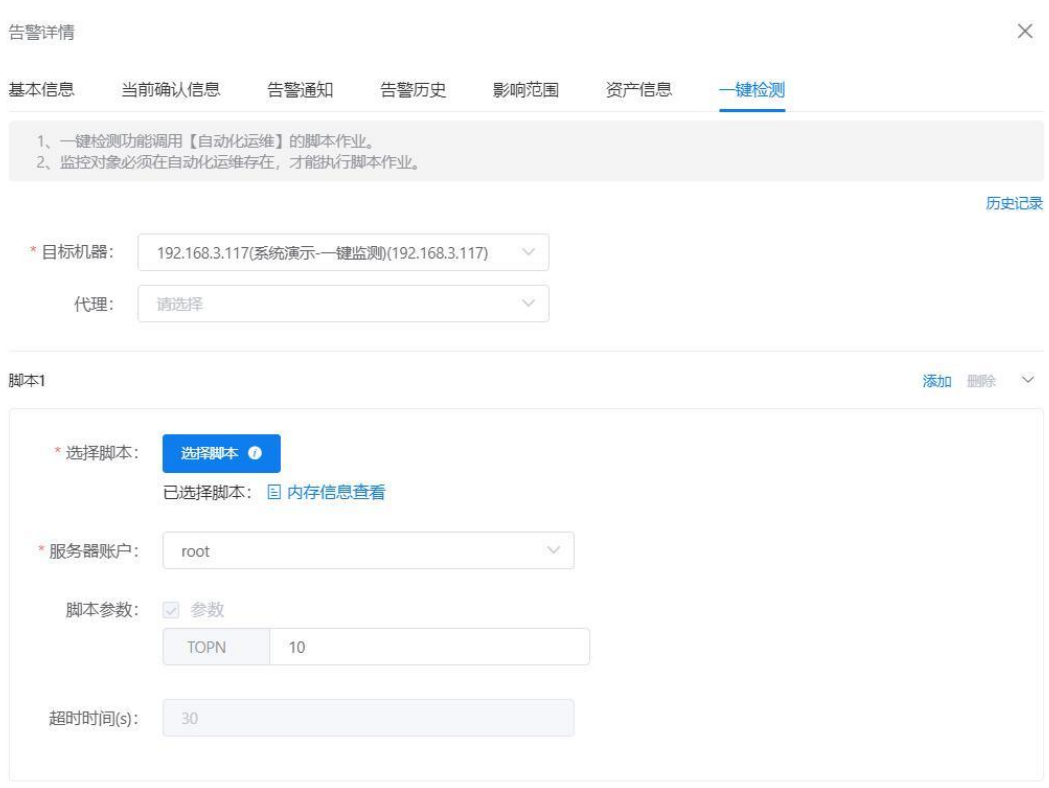 告警详情
基本信息 当前确认信息 告警通知 告警历史 影响范围 资产信息 一键检测
1、一键检测功能调用【自动化运维】的脚本作业。
2、监控对象必须在自动化运维存在，才能执行脚本作业。
历史记录
* 目标机器： 192.168.3.117(系统演示-一键监测)(192.168.3.117)
代理： 请选择
脚本1 添加 删除
* 选择脚本： 选择脚本
已选择脚本： 内存信息查看
* 服务器账户： root
脚本参数： 参数
TOPN 10
超时时间(s)： 30